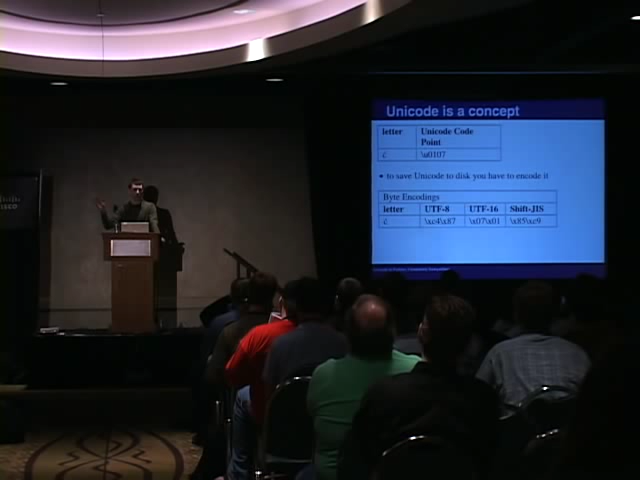 Unicode is a concept
letter Unicode Code Point
ć \u0107
• to save Unicode to disk you have to encode it
Byte Encodings
letter UTF-8 UTF-16 Shift-JIS
ć \xc4\x87 \x07\x01 \x85\xc9